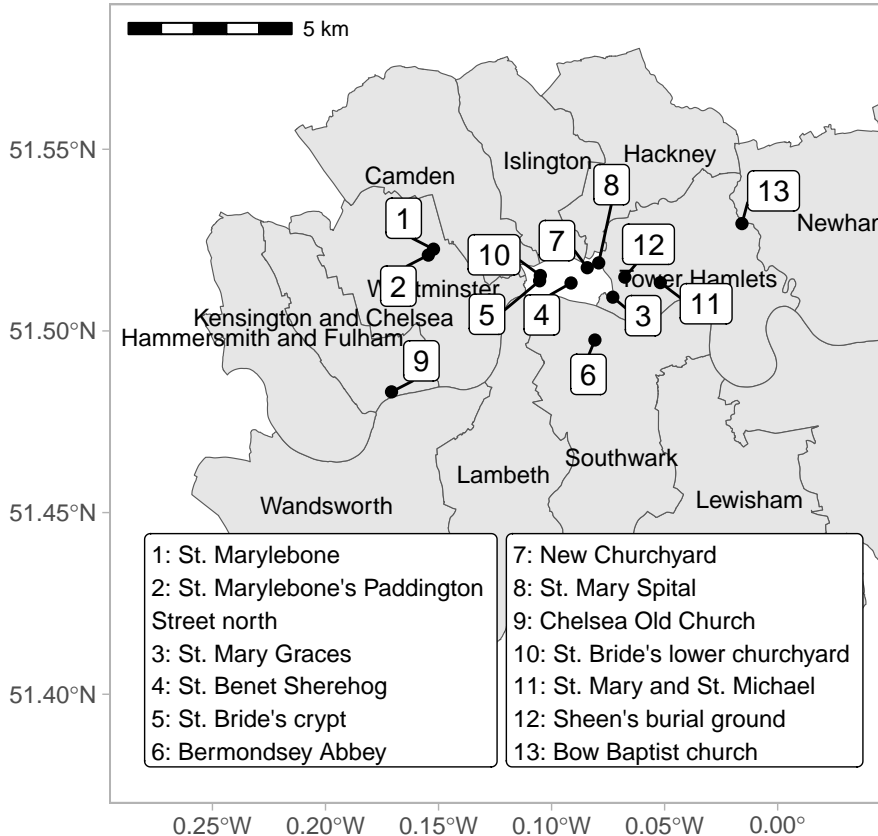 5 km
51.55°N
51.50°N
51.45°N
51.40°N
Hackney
Islington
Camden
8
13
1
Newham
7
12
10
Tower Hamlets
Westminster
2
11
5
4
3
Kensington and Chelsea
Hammersmith and Fulham
9
6
Southwark
Lambeth
Lewisham
Wandsworth
1: St. Marylebone
2: St. Marylebone's Paddington
Street north
3: St. Mary Graces
4: St. Benet Sherehog
5: St. Bride's crypt
6: Bermondsey Abbey
7: New Churchyard
8: St. Mary Spital
9: Chelsea Old Church
10: St. Bride's lower churchyard
11: St. Mary and St. Michael
12: Sheen's burial ground
13: Bow Baptist church
0.25°W
0.20°W
0.15°W
0.10°W
0.05°W
0.00°